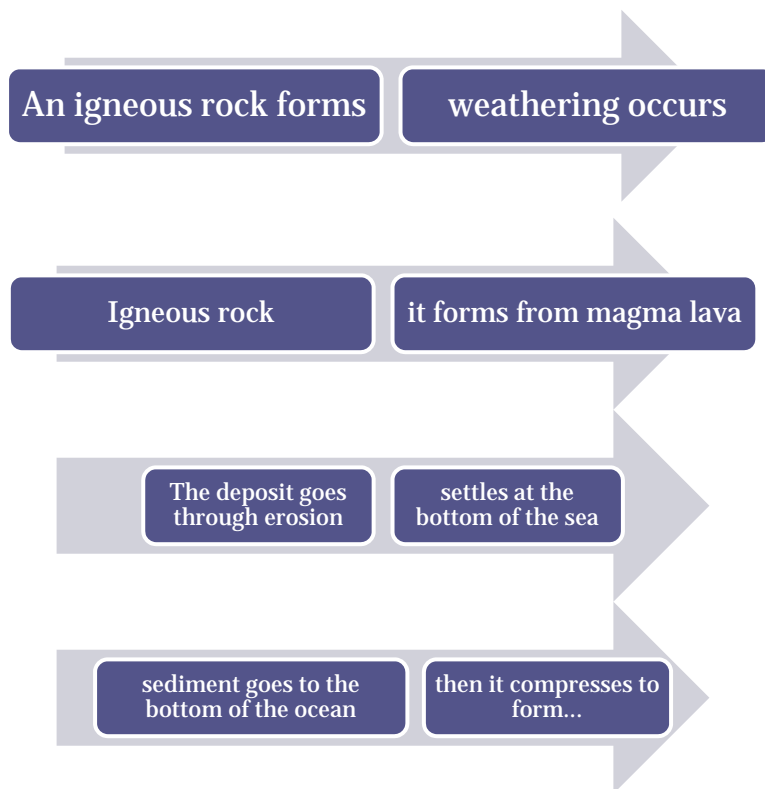 An igneous rock forms
weathering occurs
Igneous rock
it forms from magma lava
The deposit goes
through erosion
settles at the
bottom of the sea
sediment goes to the
bottom of the ocean
then it compresses to
form...